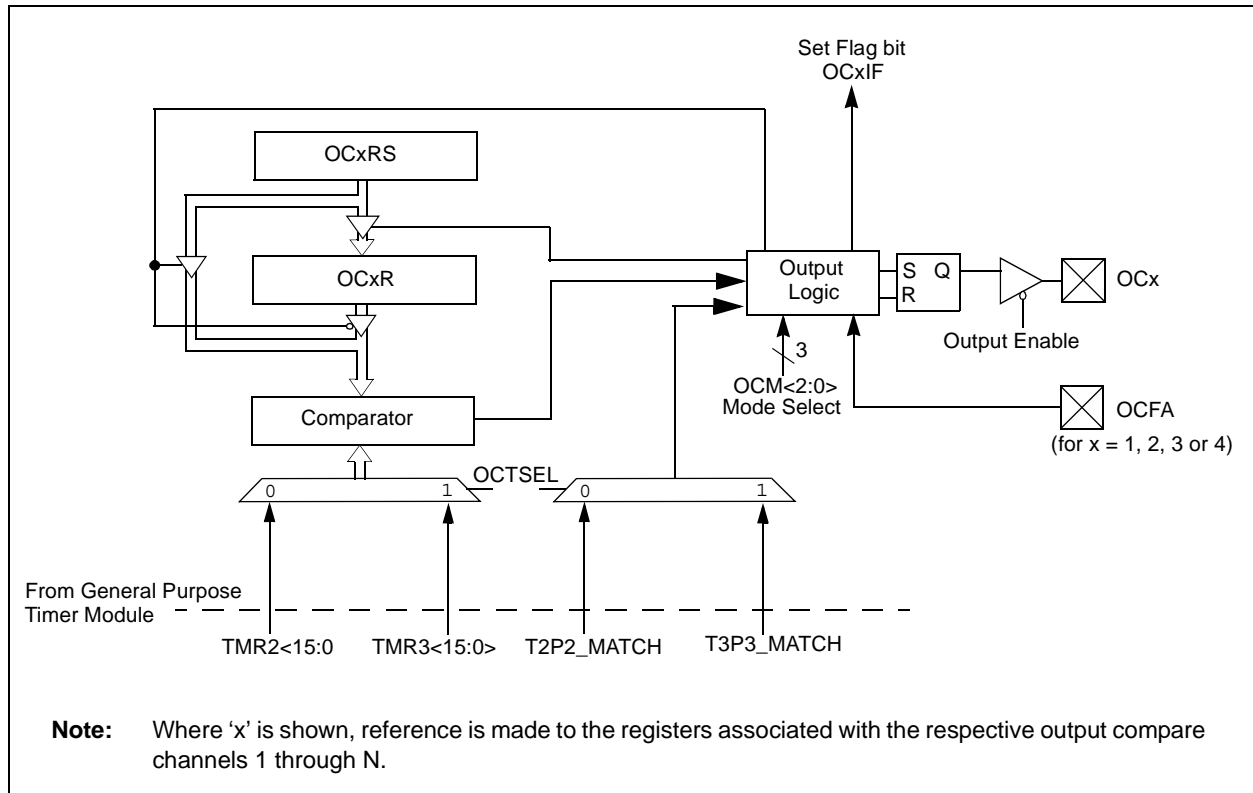 Set Flag bit
OCxIF
OCxRS
OCxR
Output
Logic
S Q
R
OCx
Output Enable
3
OCM<2:0>
Mode Select
OCFA
(for x = 1, 2, 3 or 4)
Comparator
OCTSEL
0 1
0 1
From General Purpose
Timer Module
TMR2<15:0 TMR3<15:0> T2P2_MATCH T3P3_MATCH
Note: Where ‘x’ is shown, reference is made to the registers associated with the respective output compare
channels 1 through N.